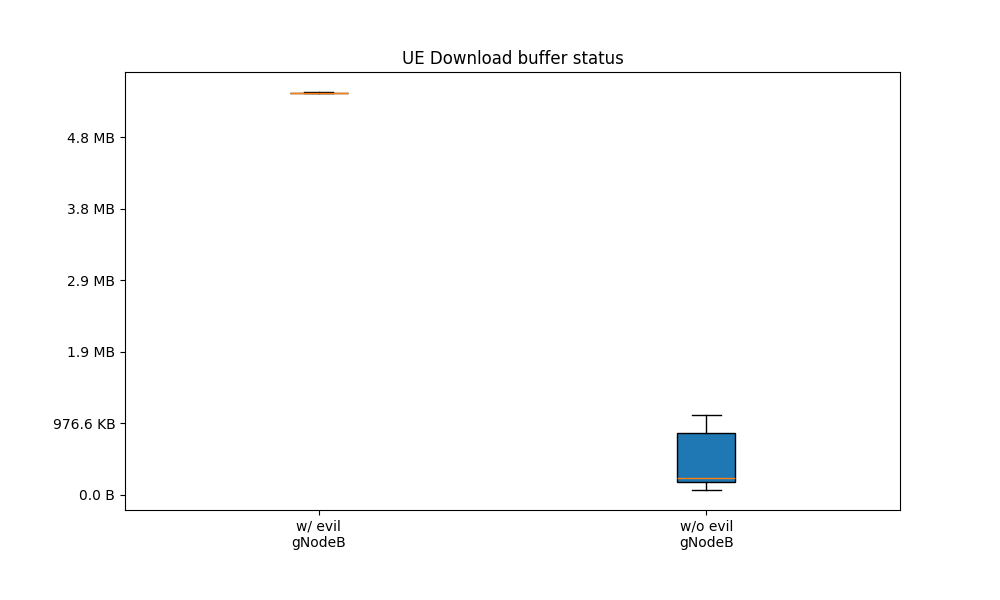 UE Download buffer status
4.8 MB
3.8 MB
2.9 MB
1.9 MB
976.6 KB
0.0 B
w/ evil
gNodeB
w/o evil
gNodeB